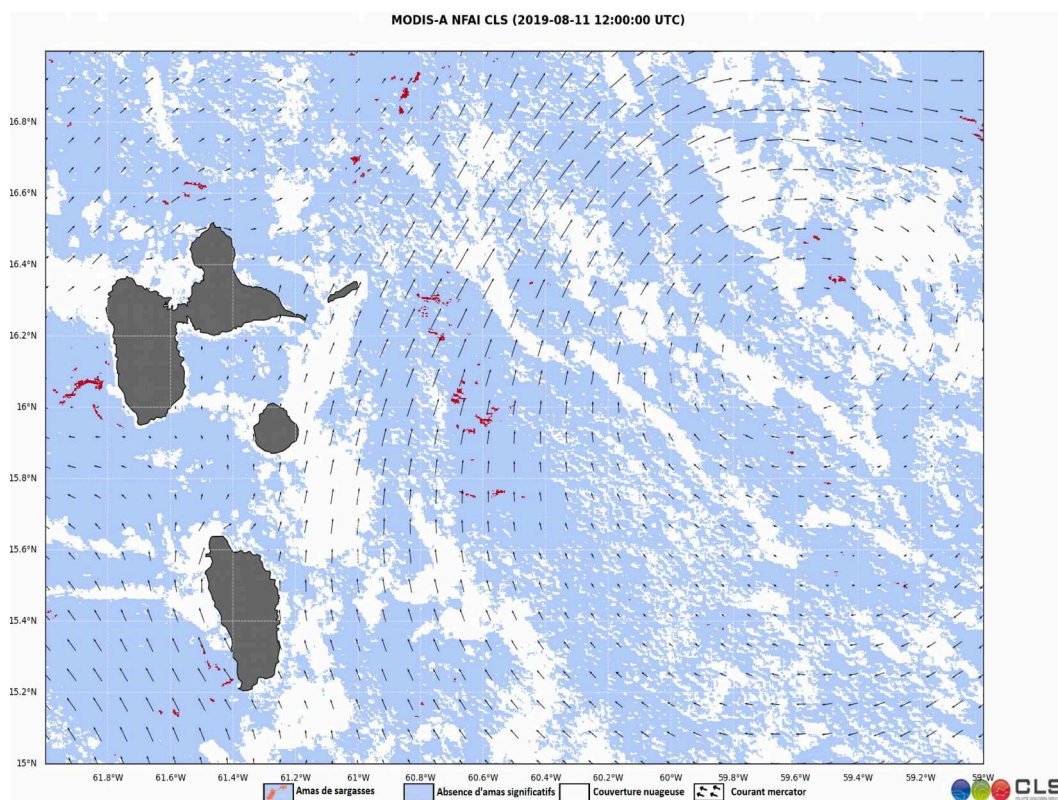 MODIS-A NFAI CLS (2019-08-11 12:00:00 UTC)
16.8°N
16.6°N
16.4°N
16.2°N
16°N
15.8°N
15.6°N
15.4°N
15.2°N
15°N
61.8°W 61.6°W 61.4°W 61.2°W 61°W 60.8°W 60.6°W 60.4°W 60.2°W 60°W 59.8°W 59.6°W 59.4°W 59.2°W 59°W
Amas de sargasses Absence d'amas significatifs Couverture nuageuse Courant mercator
CLS